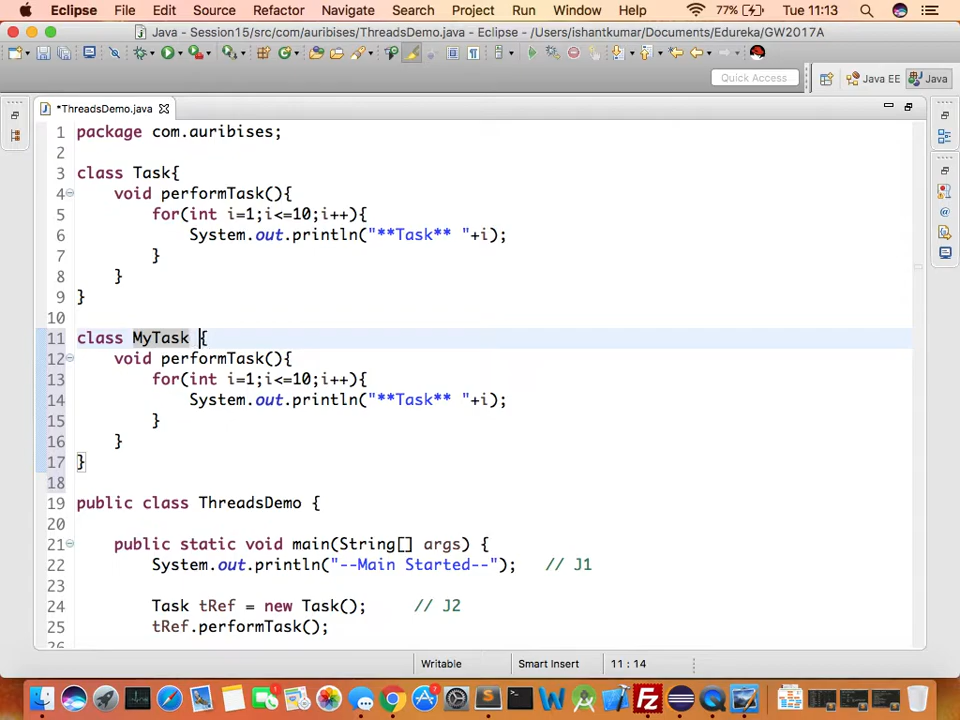 Eclipse File Edit Source Refactor Navigate Search Project Run Window Help 77% Tue 11:13
Java - Session15/src/com/auribises/ThreadsDemo.java - Eclipse - /Users/ishantkumar/Documents/Edureka/GW2017A
Quick Access Java EE Java
*ThreadsDemo.java
1 package com.auribises;
2
3 class Task{
4 void performTask(){
5 for(int i=1;i<=10;i++){
6 System.out.println("**Task** "+i);
7 }
8 }
9 }
10
11 class MyTask {
12 void performTask(){
13 for(int i=1;i<=10;i++){
14 System.out.println("**Task** "+i);
15 }
16 }
17 }
18
19 public class ThreadsDemo {
20
21 public static void main(String[] args) {
22 System.out.println("--Main Started--"); // J1
23
24 Task tRef = new Task(); // J2
25 tRef.performTask();
26
Writable Smart Insert 11 : 14